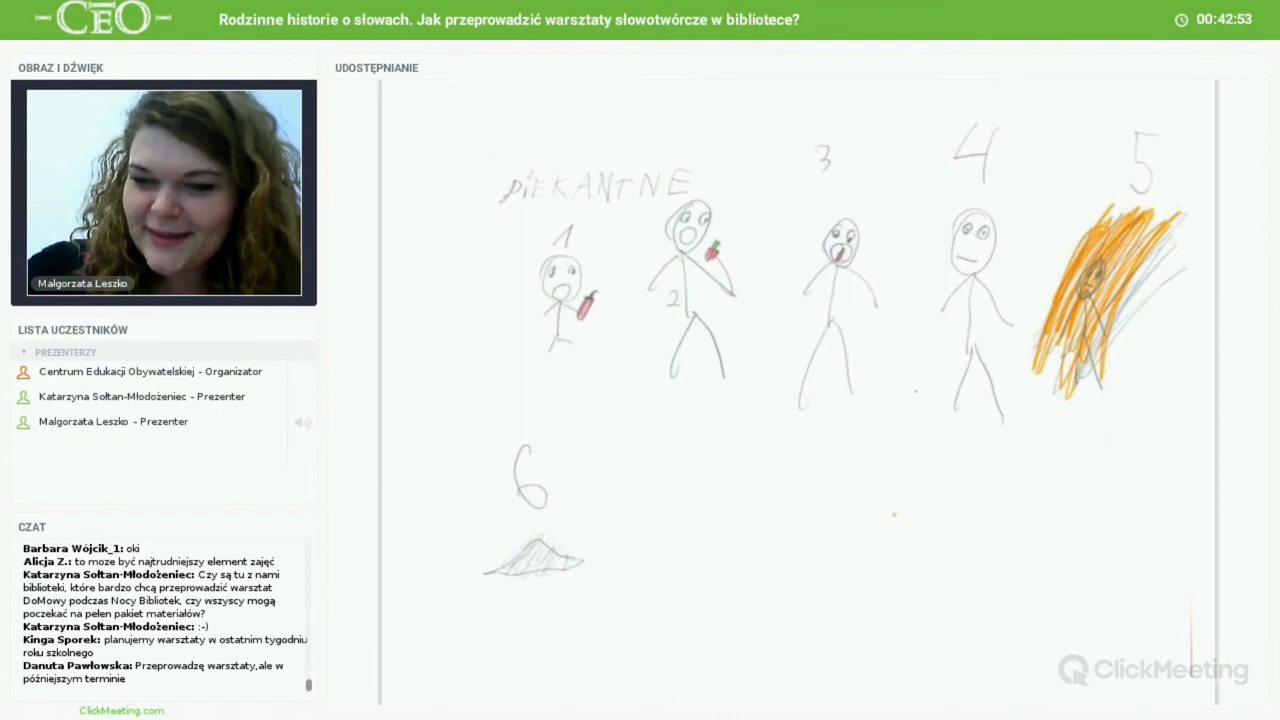 CEO
Rodzinne historie o słowach. Jak przeprowadzić warsztaty słowotwórcze w bibliotece?
00:42:53
OBRAZ I DŹWIĘK
Malgorzata Leszko
LISTA UCZESTNIKÓW
PREZENTERZY
Centrum Edukacji Obywatelskiej - Organizator
Katarzyna Sołtan-Młodożeniec - Prezenter
Malgorzata Leszko - Prezenter
CZAT
Barbara Wójcik_1: oki
Alicja Z.: to moze być najtrudniejszy element zajęć
Katarzyna Sołtan-Młodożeniec: Czy są tu z nami
biblioteki, które bardzo chcą przeprowadzić warsztat
DoMowy podczas Nocy Bibliotek, czy wszyscy mogą
poczekać na pełen pakiet materiałów?
Katarzyna Sołtan-Młodożeniec: :-)
Kinga Sporek: planujemy warsztaty w ostatnim tygodniu
roku szkolnego
Danuta Pawłowska: Przeprowadzę warsztaty,ale w
późniejszym terminie
ClickMeeting.com
UDOSTĘPNIANIE
PiEKANTNE
1
2
3
4
5
6
ClickMeeting